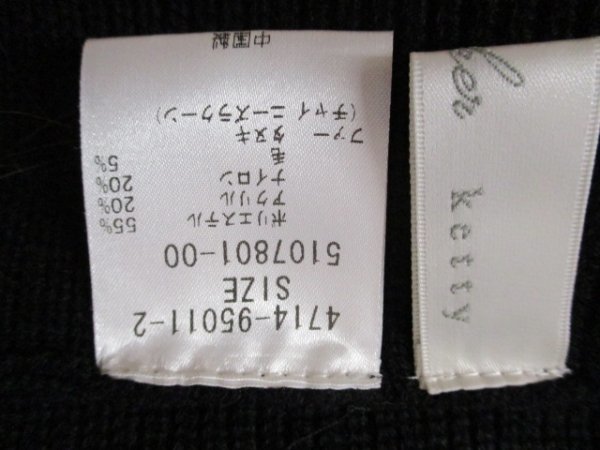 4714-95011-2
SIZE
5107801-00
ポリエステル 55%
アクリル 20%
ナイロン 20%
毛 5%
ファー タヌキ
(チャイニーズラクーン)
中国製
ketty